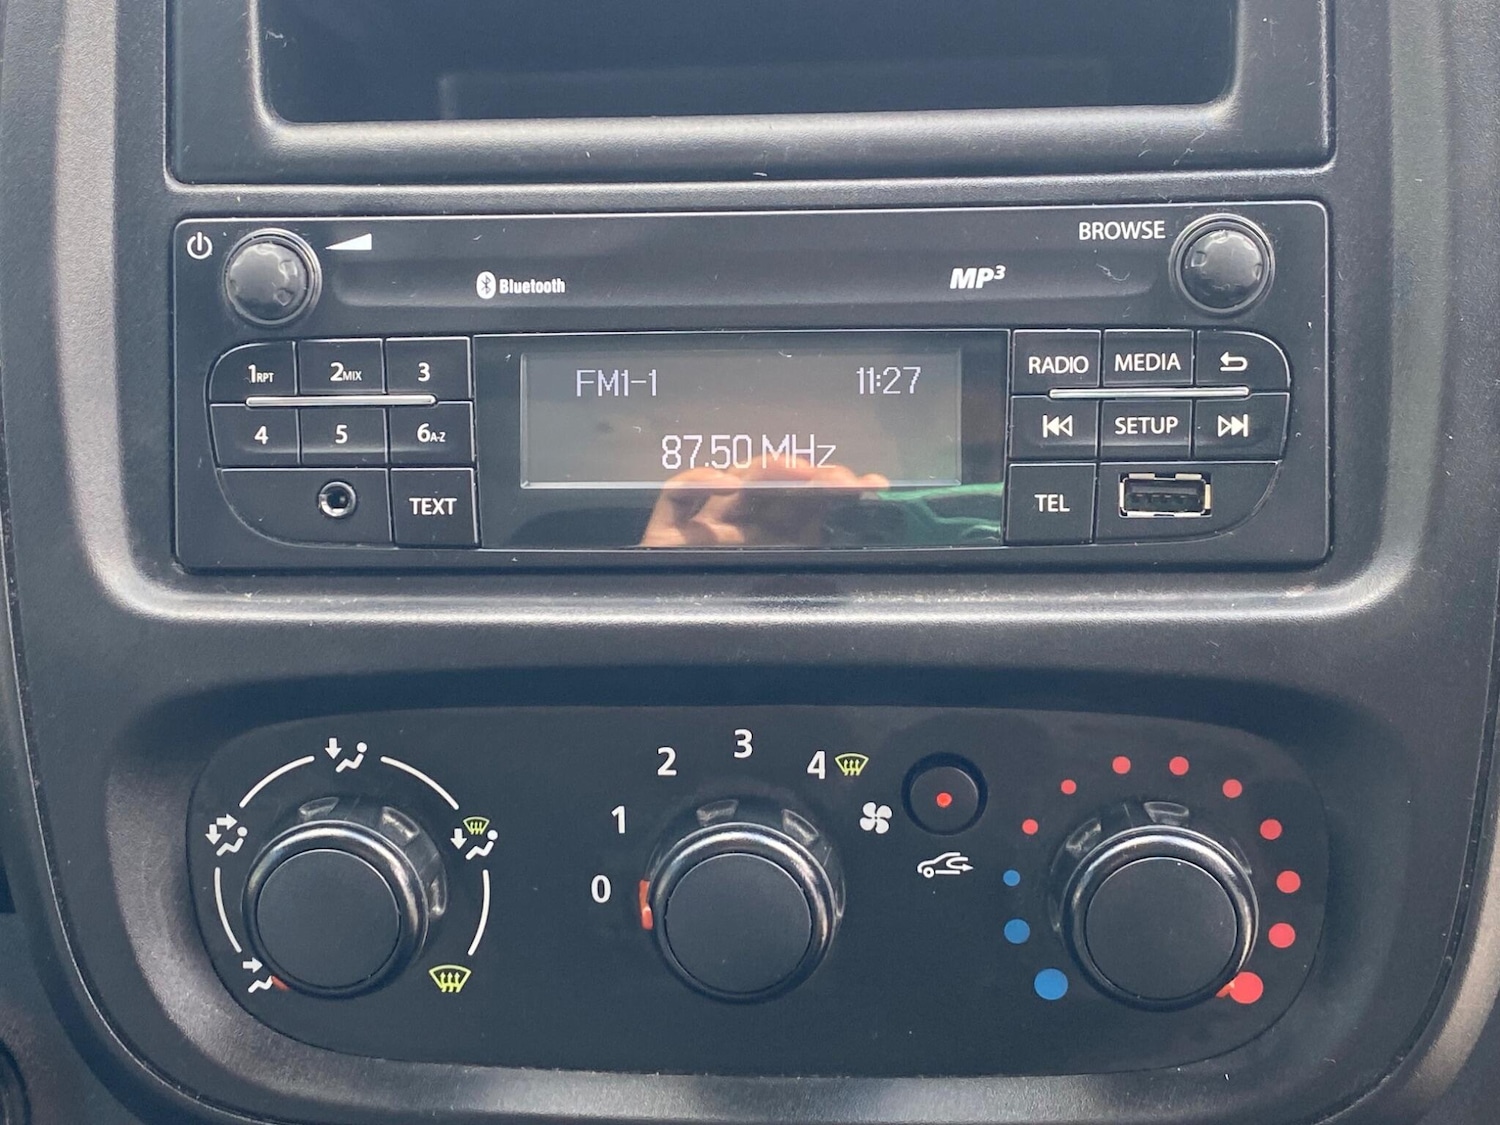 BROWSE
Bluetooth
MP3
1RPT 2MIX 3
FM1-1 11:27
RADIO MEDIA
4 5 6A-Z
87.50 MHz
SETUP
TEXT
TEL
0 1 2 3 4